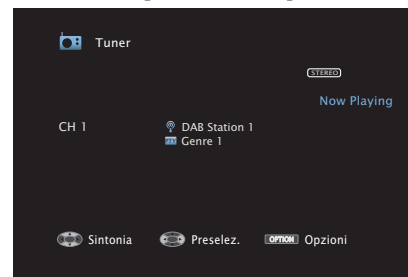 Tuner
STEREO
Now Playing
CH 1
DAB Station 1
Genre 1
Sintonia Preselez. OPTION Opzioni